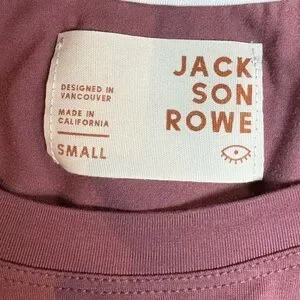 DESIGNED IN
VANCOUVER
MADE IN
CALIFORNIA
SMALL
JACK
SON
ROWE